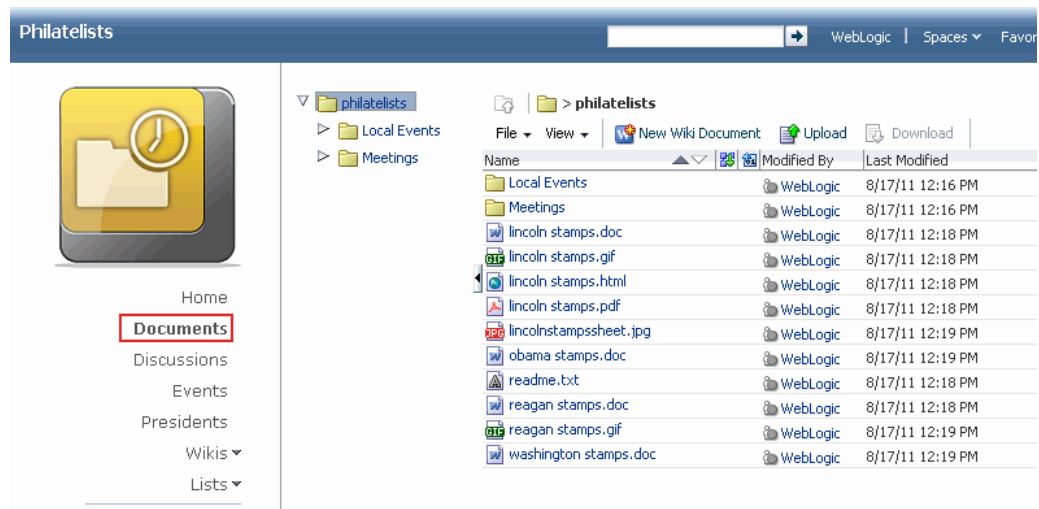 Philatelists
WebLogic | Spaces Favor
Home
Documents
Discussions
Events
Presidents
Wikis
Lists
philatelists
Local Events
Meetings
> philatelists
File View New Wiki Document Upload Download
Name Modified By Last Modified
Local Events WebLogic 8/17/11 12:16 PM
Meetings WebLogic 8/17/11 12:16 PM
lincoln stamps.doc WebLogic 8/17/11 12:18 PM
lincoln stamps.gif WebLogic 8/17/11 12:18 PM
lincoln stamps.html WebLogic 8/17/11 12:18 PM
lincoln stamps.pdf WebLogic 8/17/11 12:18 PM
lincolnstampssheet.jpg WebLogic 8/17/11 12:19 PM
obama stamps.doc WebLogic 8/17/11 12:19 PM
readme.txt WebLogic 8/17/11 12:18 PM
reagan stamps.doc WebLogic 8/17/11 12:18 PM
reagan stamps.gif WebLogic 8/17/11 12:19 PM
washington stamps.doc WebLogic 8/17/11 12:19 PM